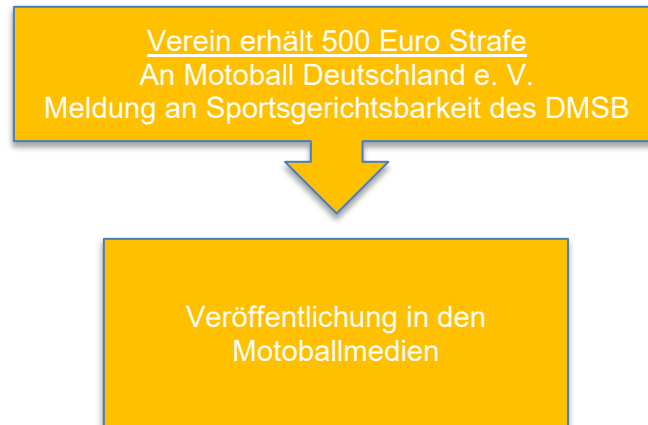 Verein erhält 500 Euro Strafe
An Motoball Deutschland e. V.
Meldung an Sportsgerichtsbarkeit des DMSB
Veröffentlichung in den
Motoballmedien